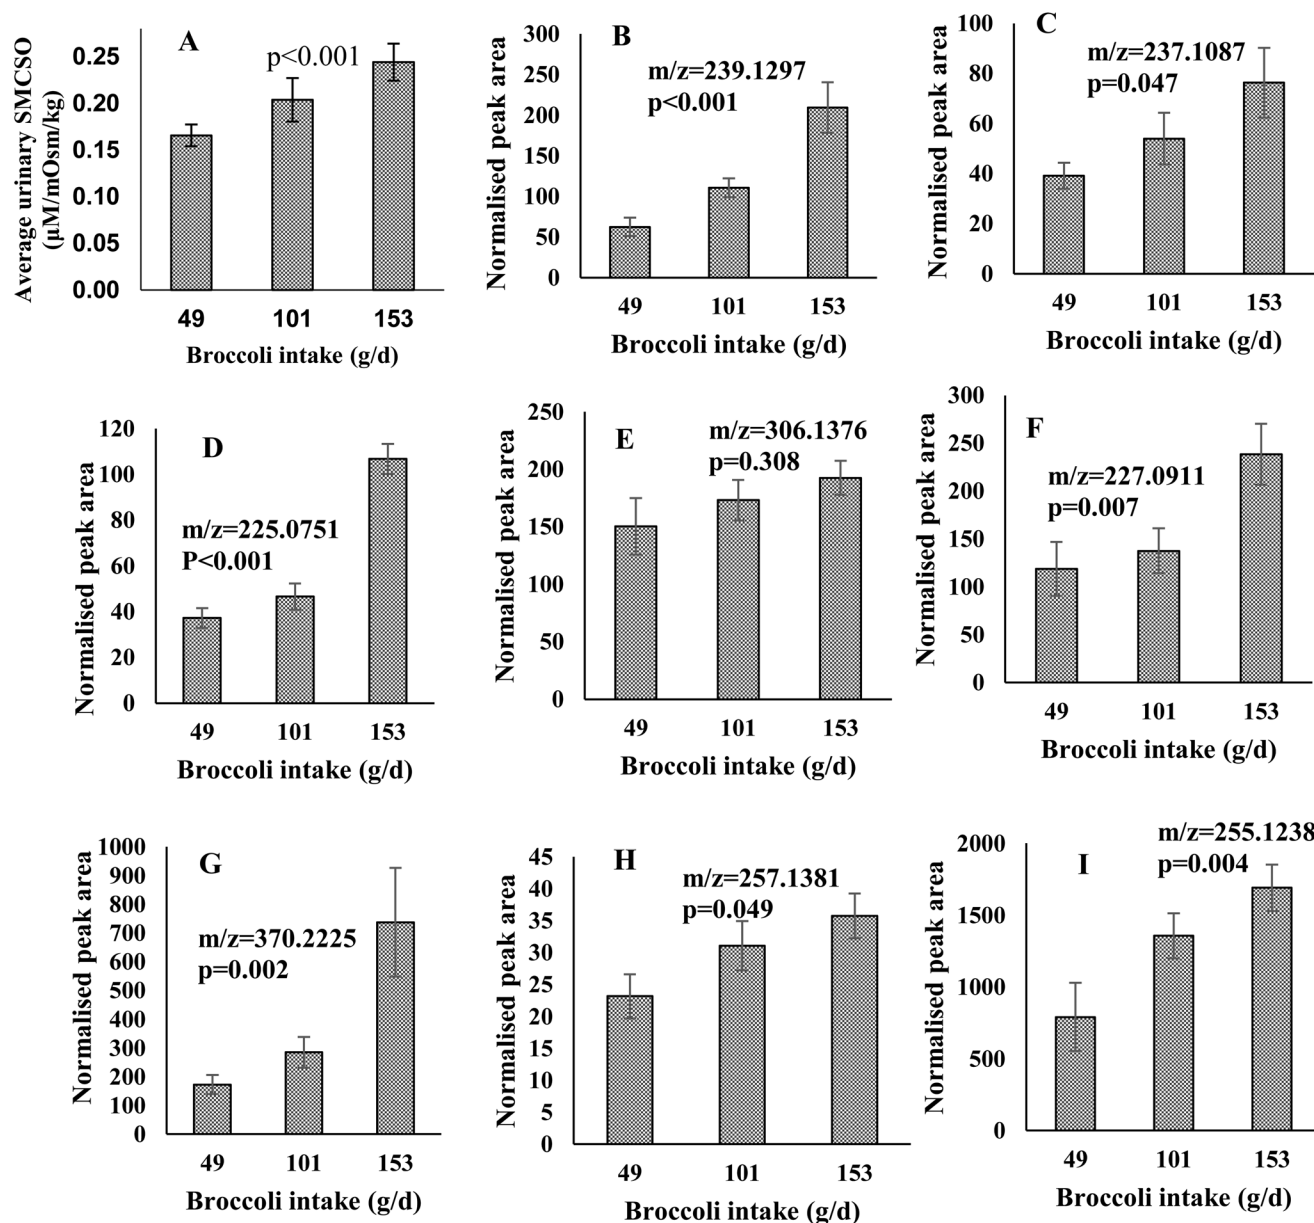 A
p<0.001
Average urinary SMCSO
(µM/mOsm/kg)
0.25
0.20
0.15
0.10
0.05
0.00
49 101 153
Broccoli intake (g/d)
B
m/z=239.1297
p<0.001
Normalised peak area
300
250
200
150
100
50
0
49 101 153
Broccoli intake (g/d)
C
m/z=237.1087
p=0.047
Normalised peak area
100
80
60
40
20
0
49 101 153
Broccoli intake (g/d)
D
m/z=225.0751
P<0.001
Normalised peak area
120
100
80
60
40
20
0
49 101 153
Broccoli intake (g/d)
E
m/z=306.1376
p=0.308
Normalised peak area
250
200
150
100
50
0
49 101 153
Broccoli intake (g/d)
F
m/z=227.0911
p=0.007
Normalised peak area
300
250
200
150
100
50
0
49 101 153
Broccoli intake (g/d)
G
m/z=370.2225
p=0.002
Normalised peak area
1000
900
800
700
600
500
400
300
200
100
0
49 101 153
Broccoli intake (g/d)
H
m/z=257.1381
p=0.049
Normalised peak area
45
40
35
30
25
20
15
10
5
0
49 101 153
Broccoli intake (g/d)
I
m/z=255.1238
p=0.004
Normalised peak area
2000
1500
1000
500
0
49 101 153
Broccoli intake (g/d)